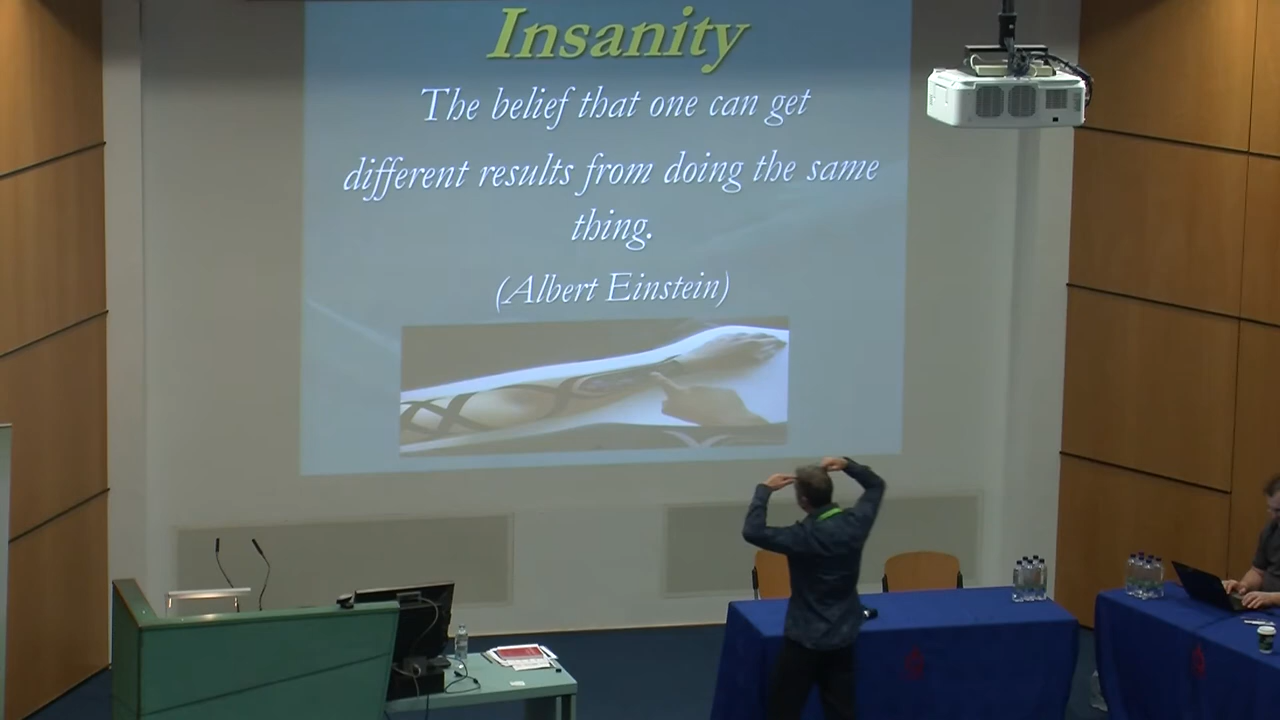 Insanity
The belief that one can get
different results from doing the same
thing.
(Albert Einstein)